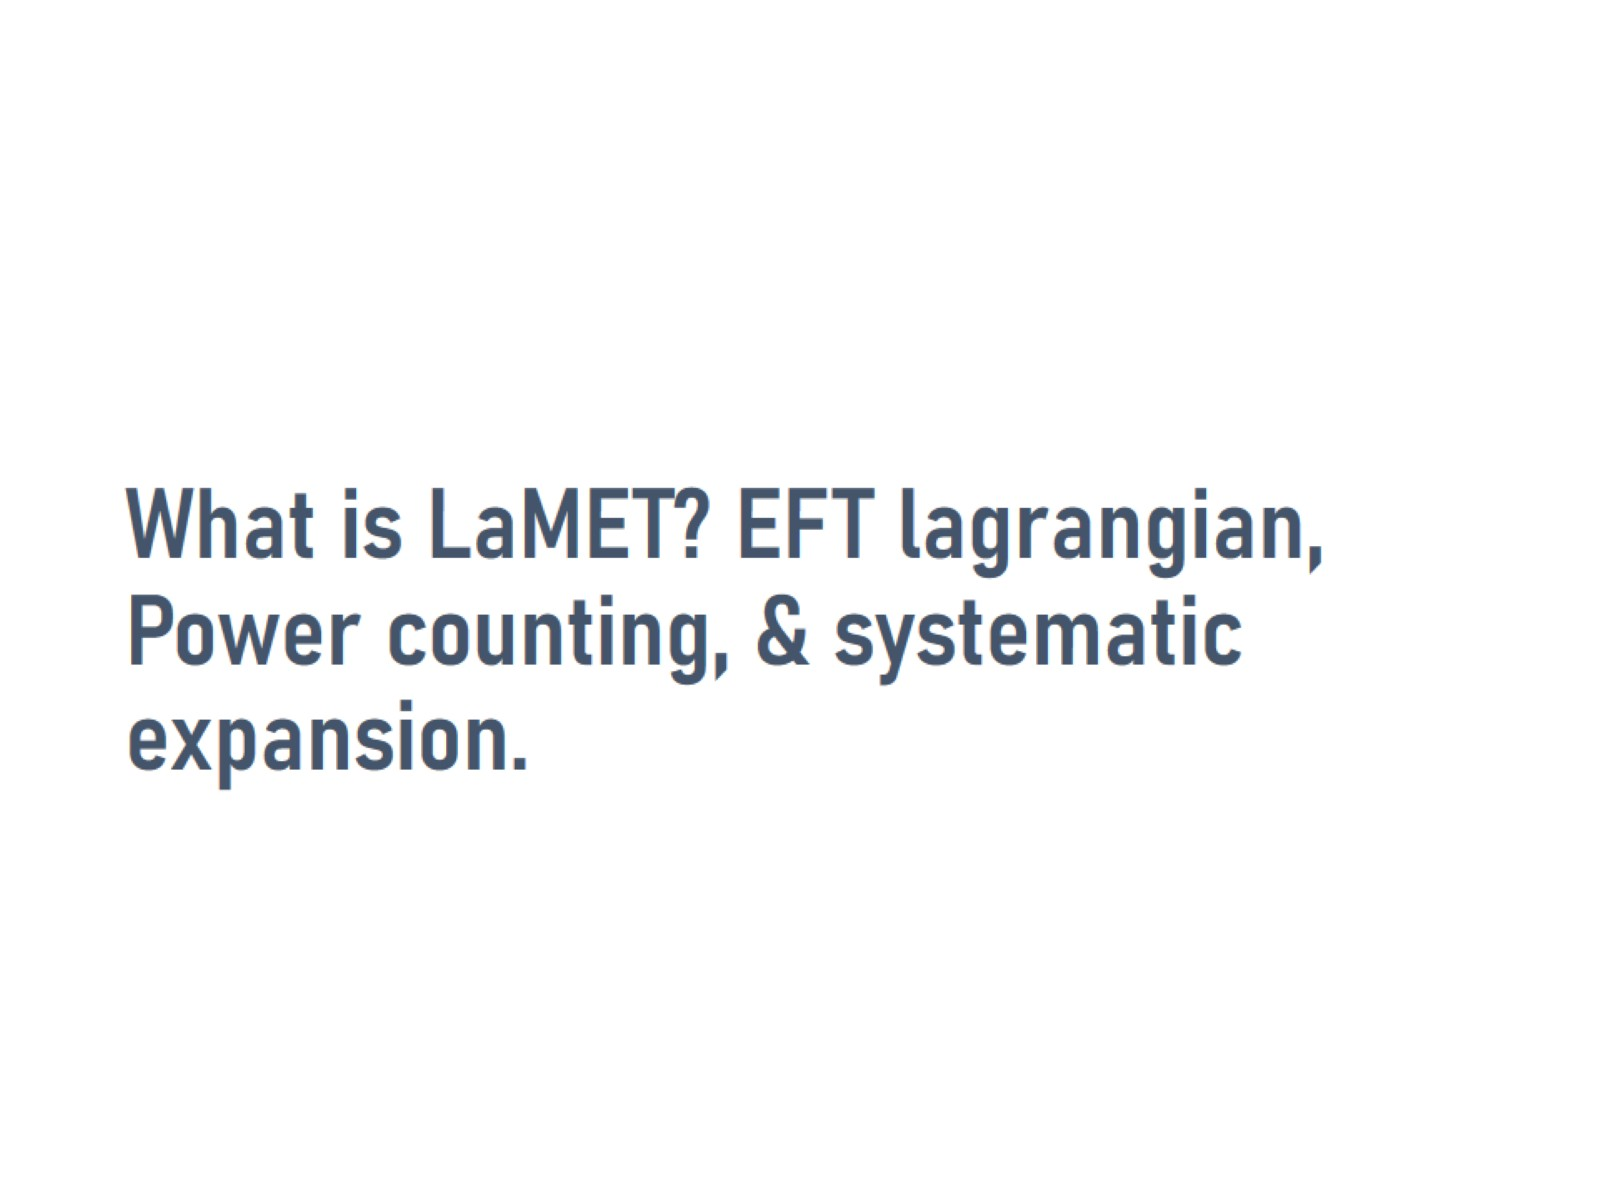 What is LaMET? EFT lagrangian,
Power counting, & systematic
expansion.